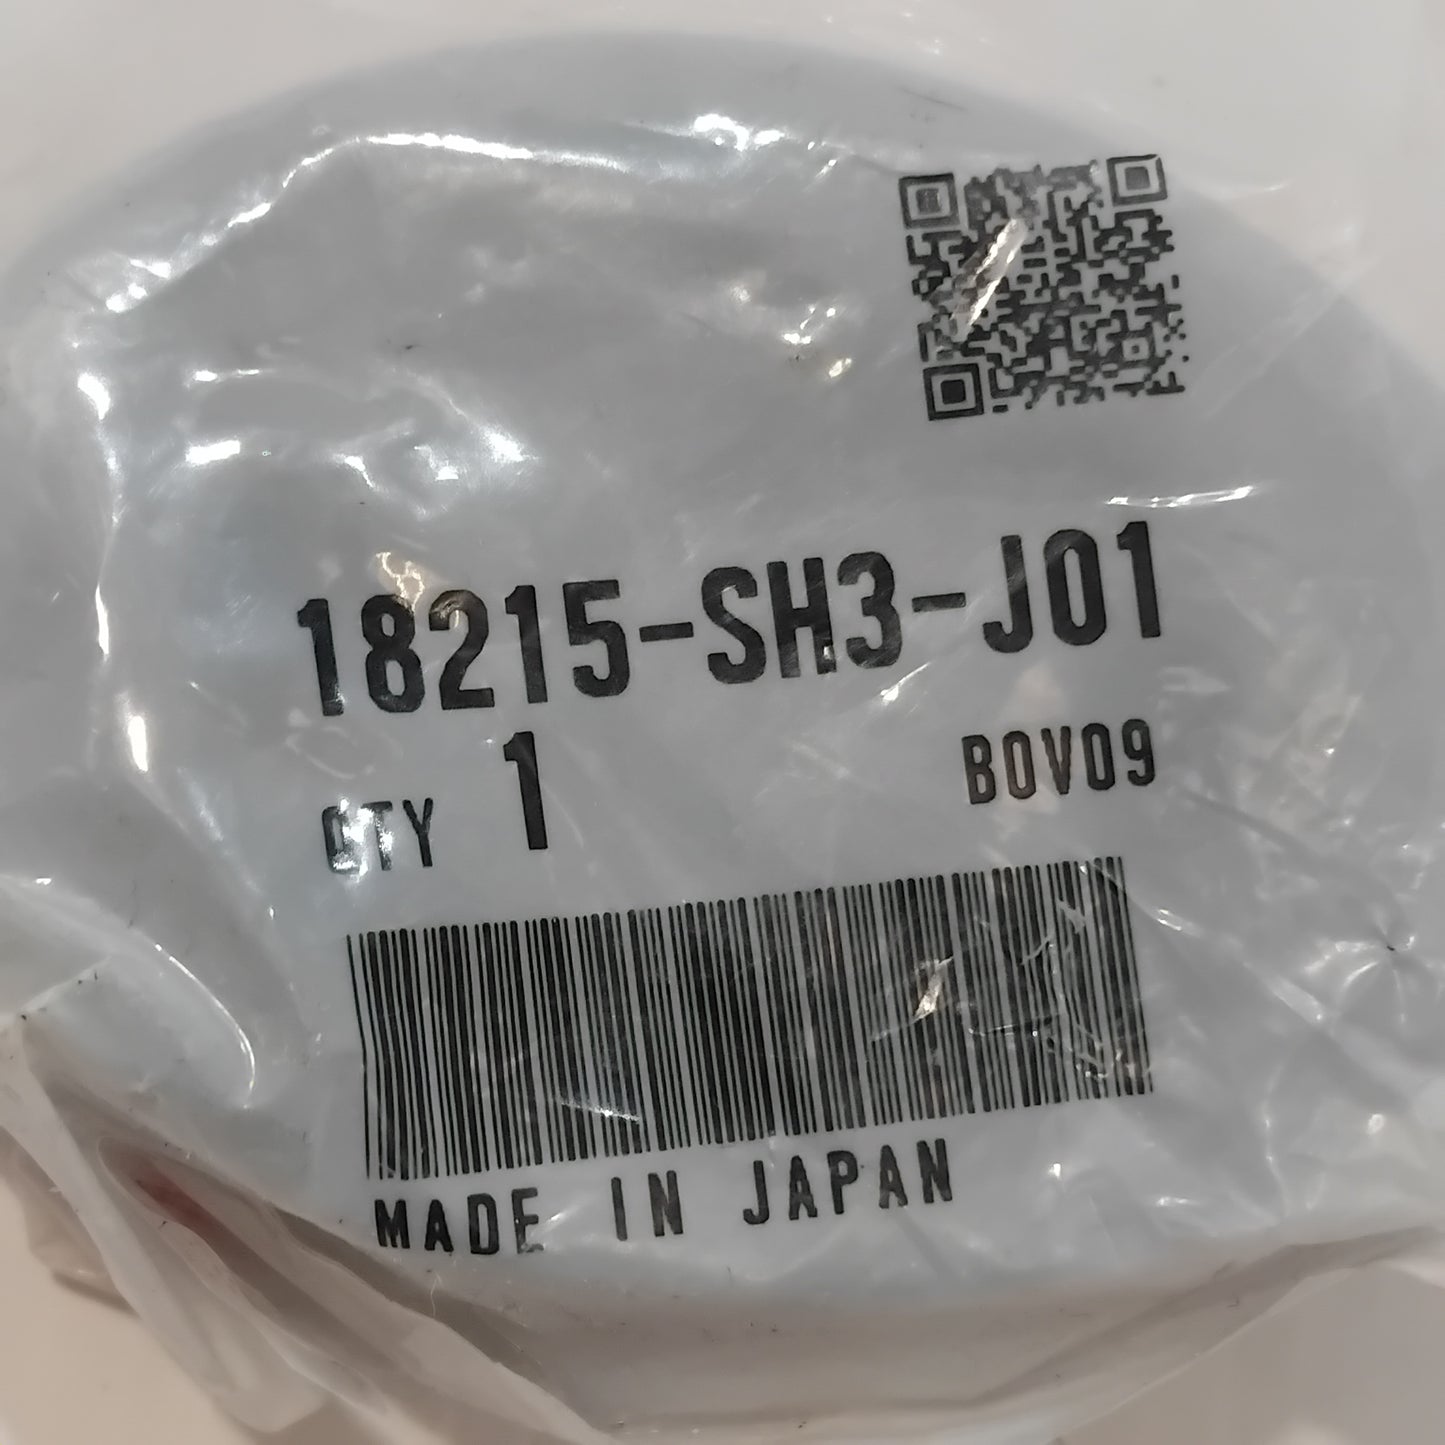 18215-SH3-J01
QTY 1 B0V09
MADE IN JAPAN